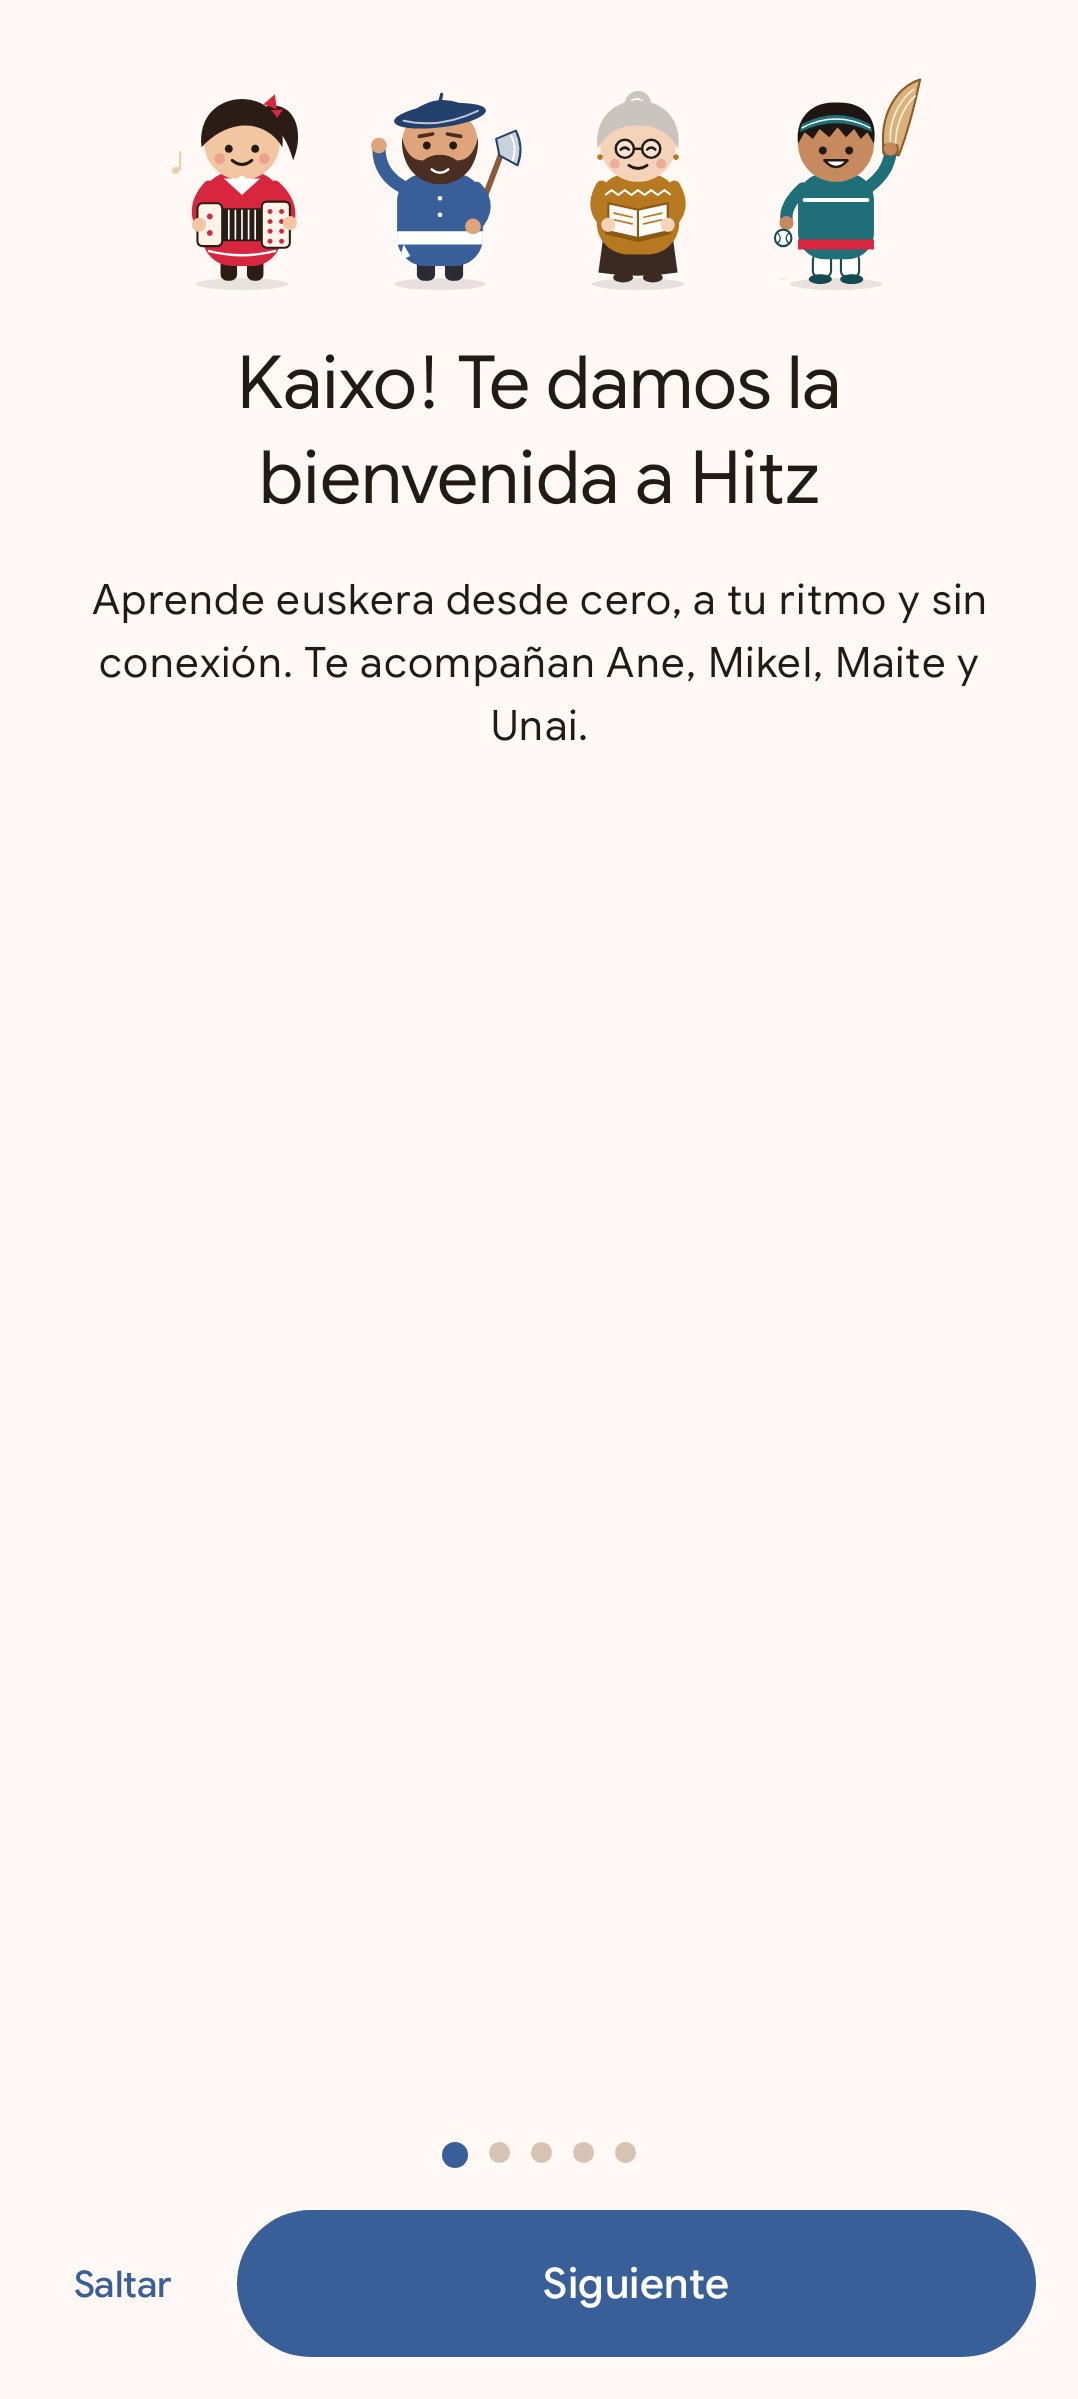 Kaixo! Te damos la
bienvenida a Hitz
Aprende euskera desde cero, a tu ritmo y sin
conexión. Te acompañan Ane, Mikel, Maite y
Unai.
Saltar
Siguiente